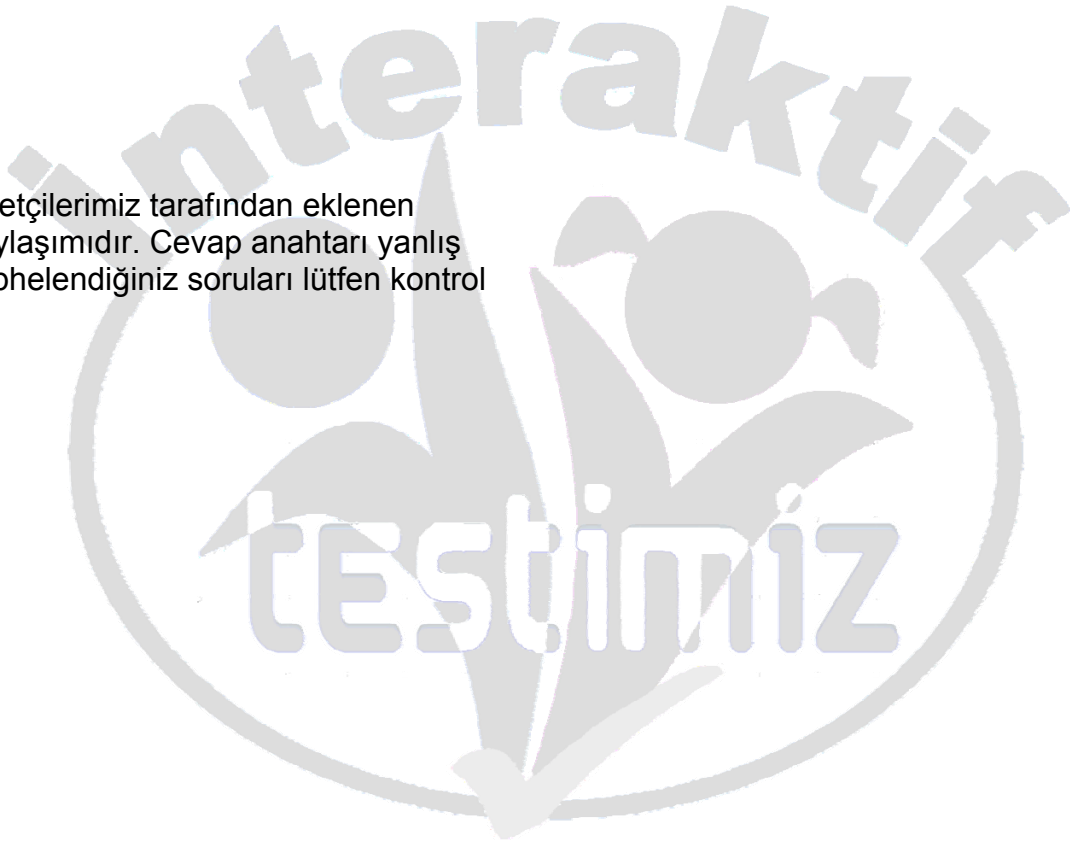 interaktif
etçilerimiz tarafından eklenen
ylaşımıdır. Cevap anahtarı yanlış
phelendiğiniz soruları lütfen kontrol
testimiz